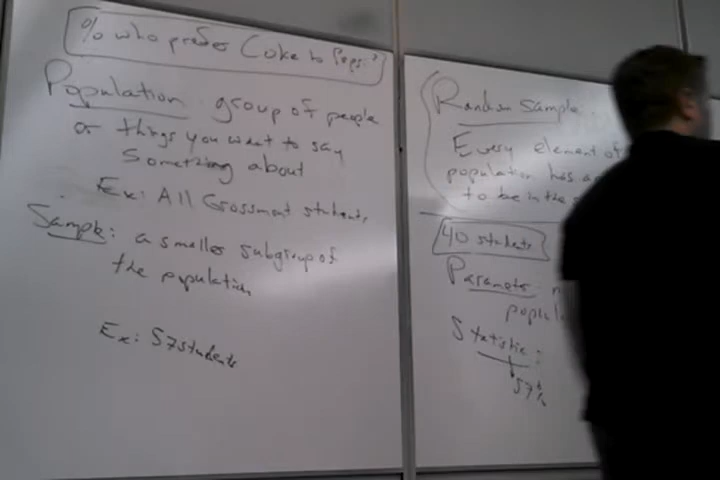 % who prefer Coke to Pepsi?
Population: group of people
or things you want to say
something about
Ex: All Grossmont students
Sample: a smaller subgroup of
the population
Ex: 57 students
Random Sample:
Every element of
population has a
to be in the
40 students
Parameter:
Statistic:
57%